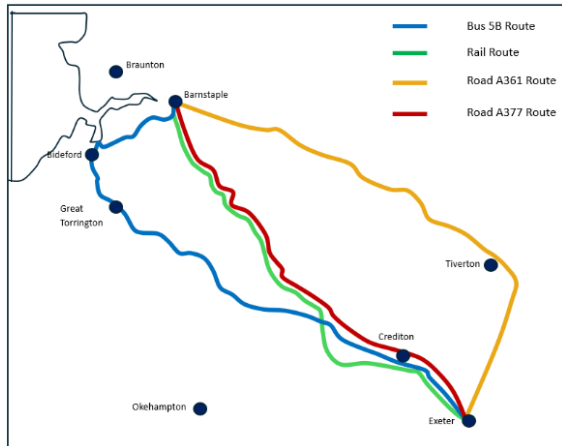 Bus 5B Route
Rail Route
Road A361 Route
Road A377 Route
Braunton
Barnstaple
Bideford
Great
Torrington
Tiverton
Crediton
Okehampton
Exeter